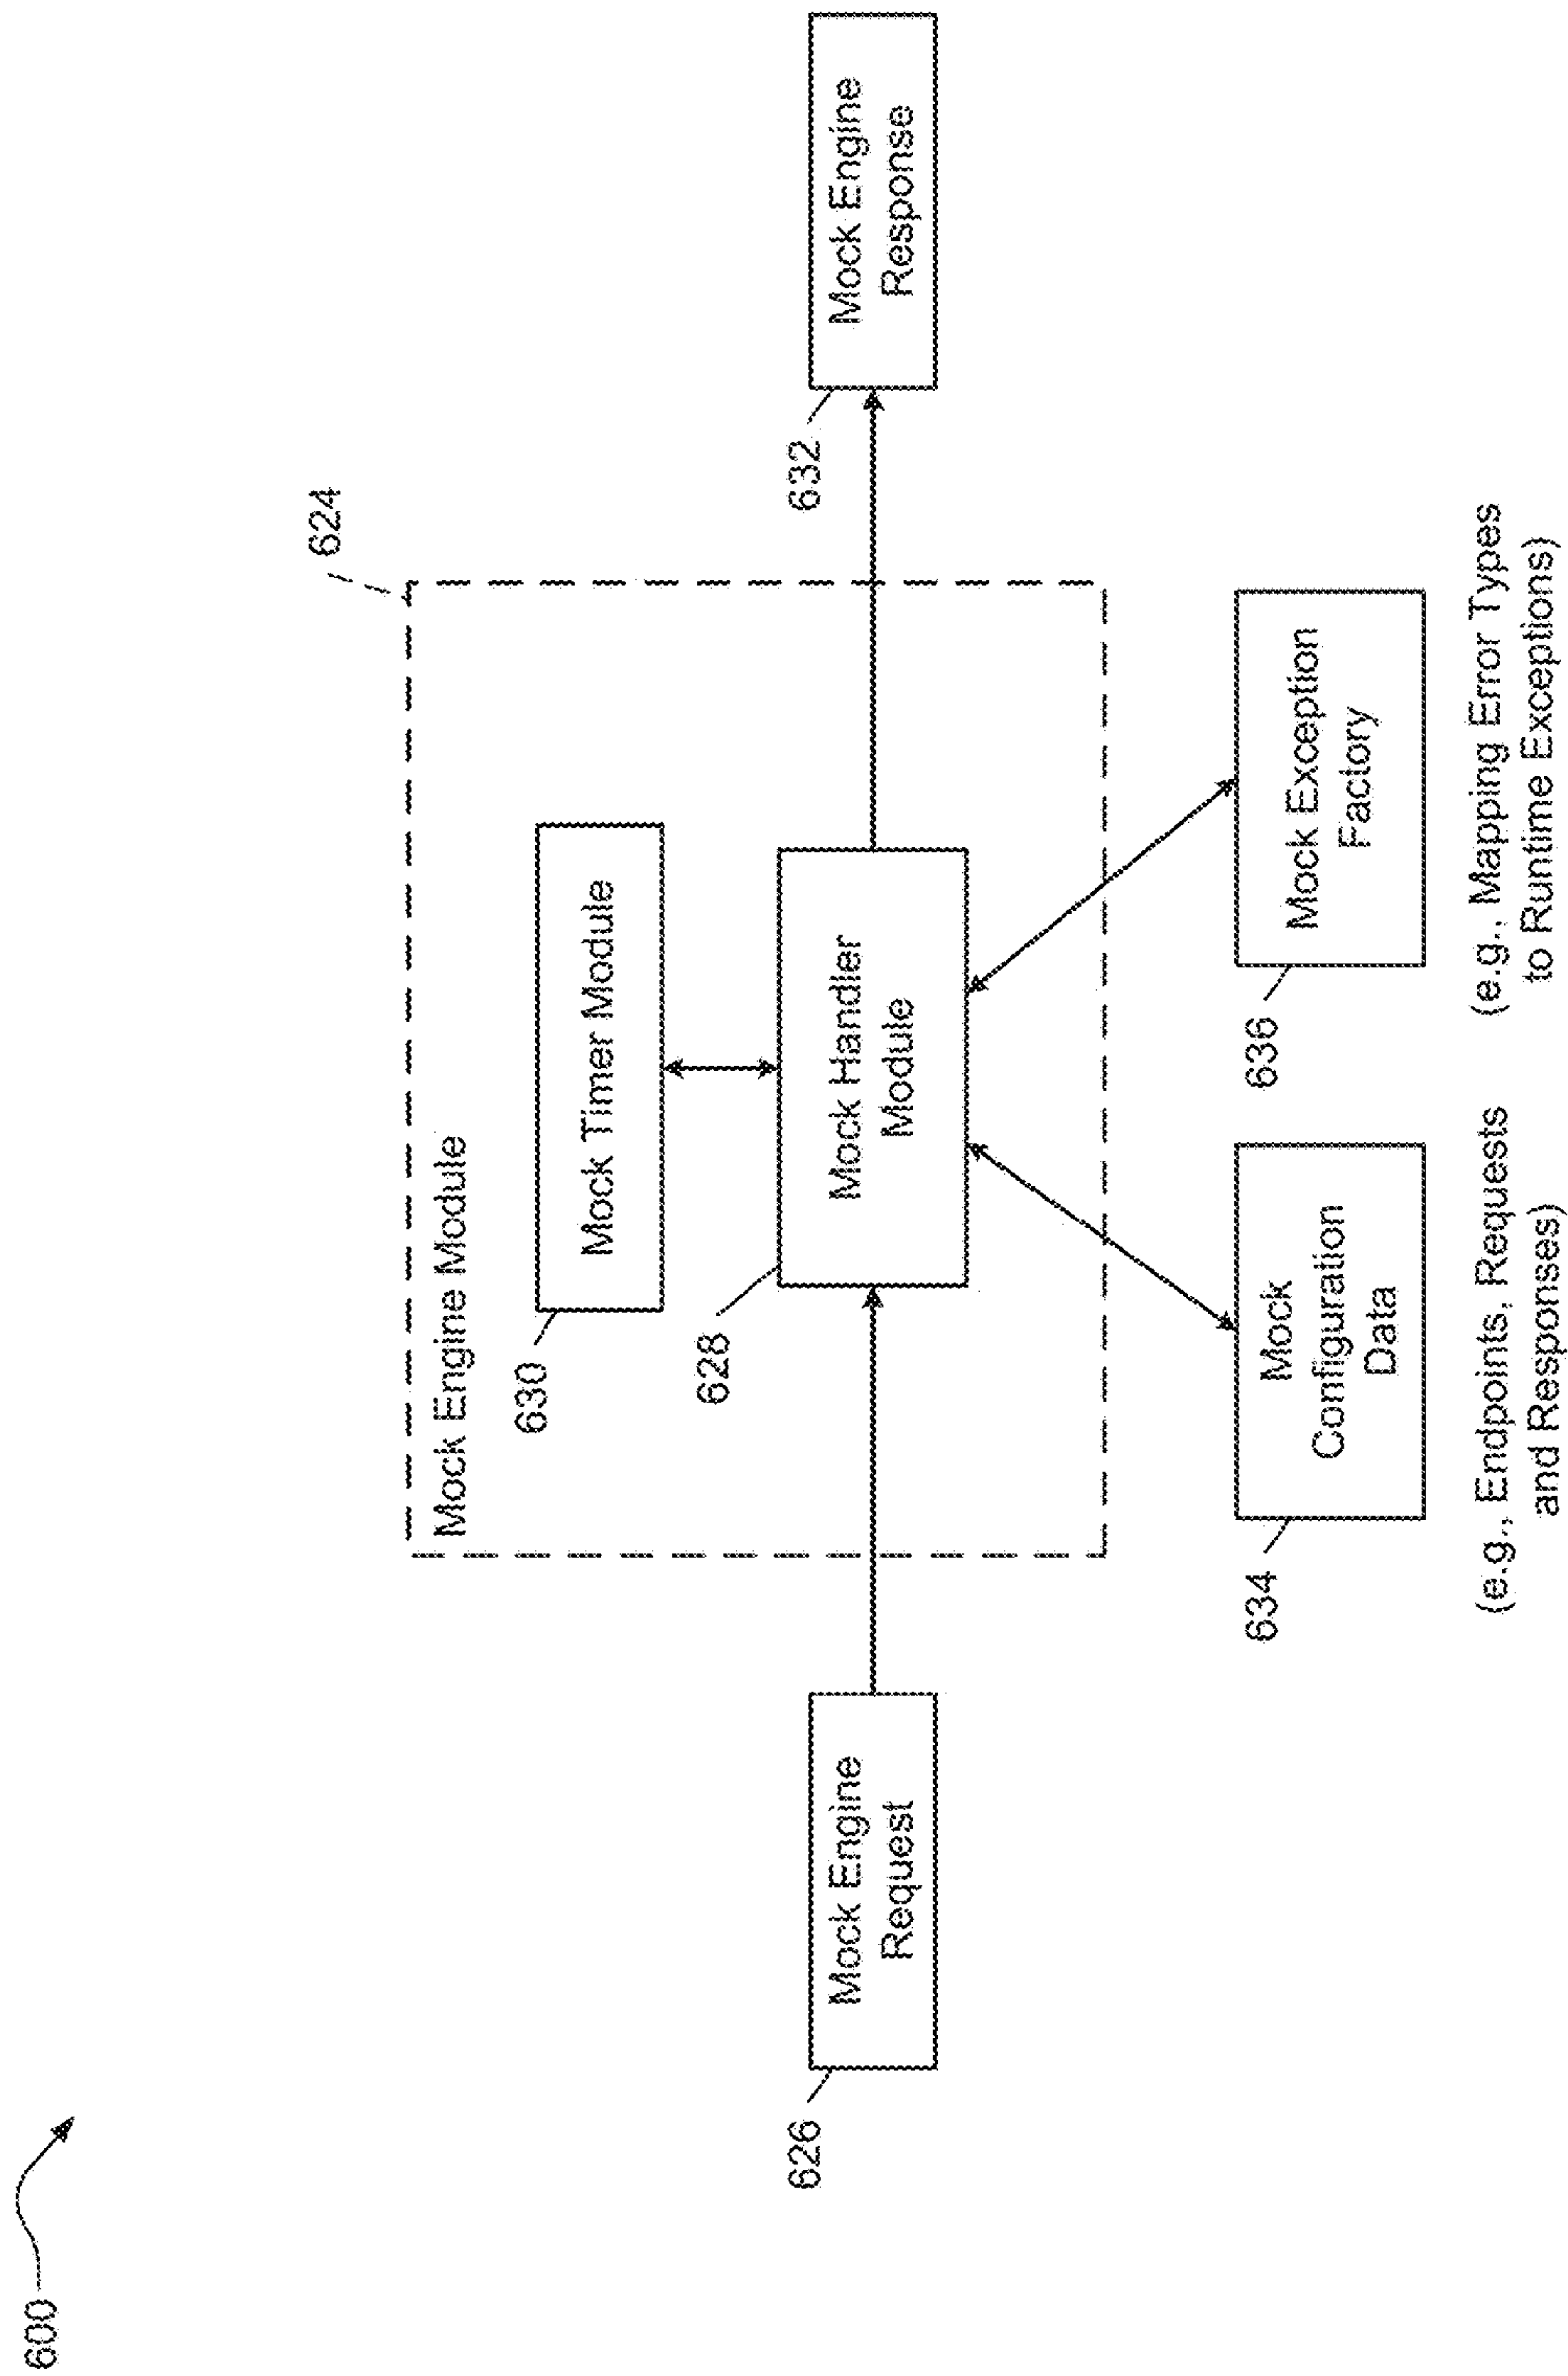 600
624
Mock Engine Module
630
Mock Timer Module
628
Mock Handler
Module
626
Mock Engine
Request
632
Mock Engine
Response
634
Mock
Configuration
Data
(e.g., Endpoints, Requests
and Responses)
636
Mock Exception
Factory
(e.g., Mapping Error Types
to Runtime Exceptions)